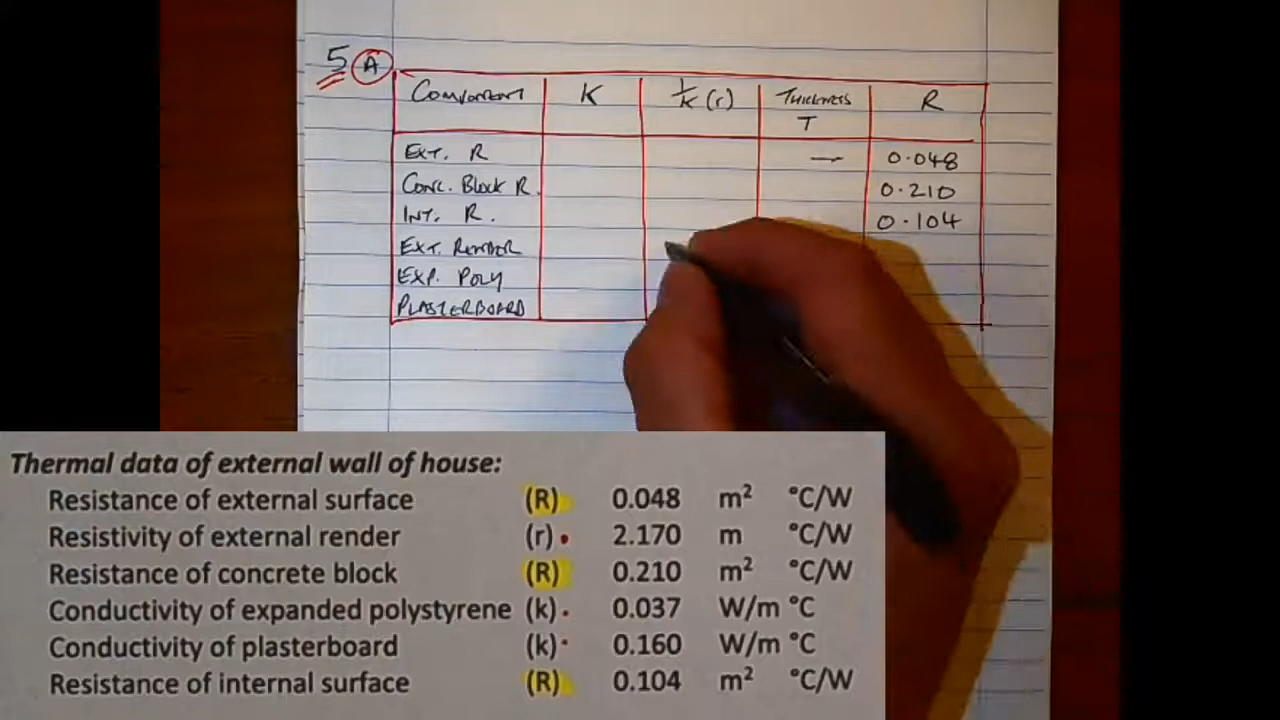 5 A
Component K 1/k (r) Thickness T R
Ext. R — 0.048
Conc. Block R. 0.210
Int. R. 0.104
Ext. Render
Exp. Poly
Plasterboard
Thermal data of external wall of house:
Resistance of external surface (R) 0.048 m² °C/W
Resistivity of external render (r) 2.170 m °C/W
Resistance of concrete block (R) 0.210 m² °C/W
Conductivity of expanded polystyrene (k) 0.037 W/m °C
Conductivity of plasterboard (k) 0.160 W/m °C
Resistance of internal surface (R) 0.104 m² °C/W